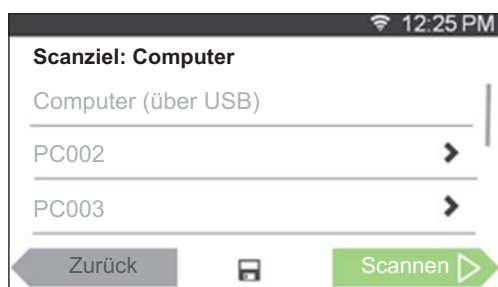 12:25 PM
Scanziel: Computer
Computer (über USB)
PC002
PC003
Zurück
Scannen